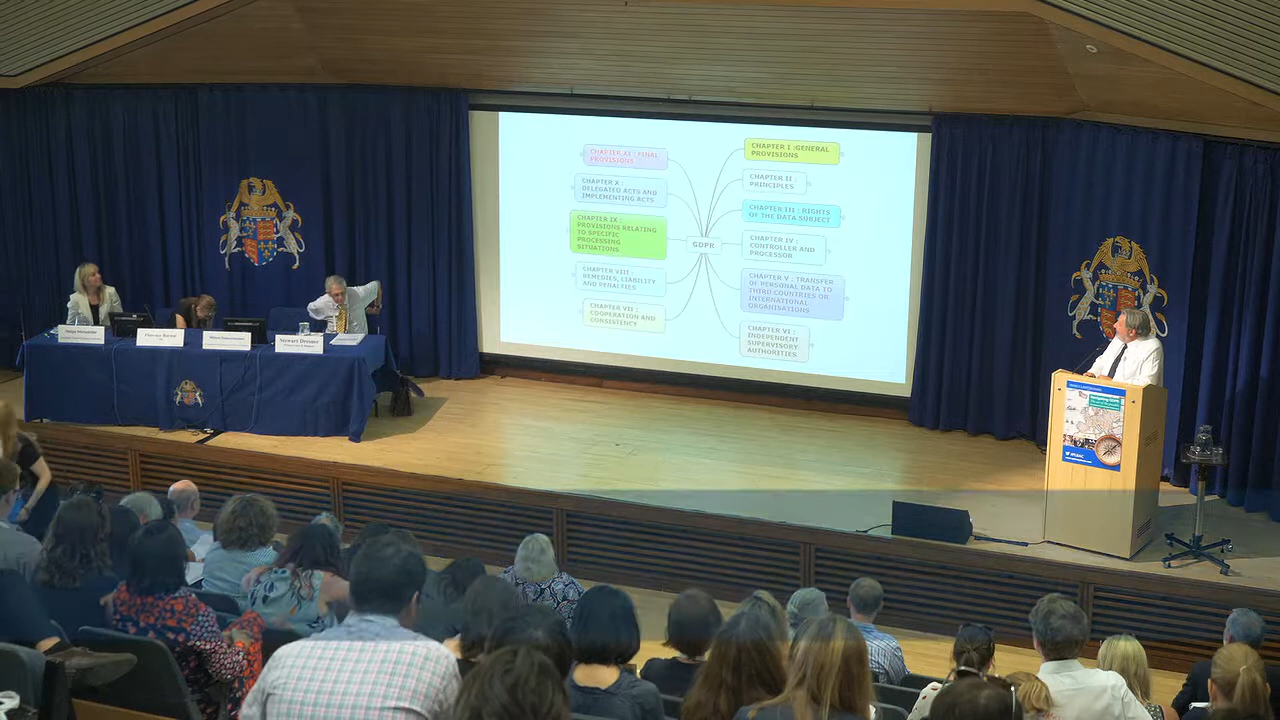 CHAPTER XI : FINAL
PROVISIONS
CHAPTER X :
DELEGATED ACTS AND
IMPLEMENTING ACTS
CHAPTER IX :
PROVISIONS RELATING
TO SPECIFIC
PROCESSING
SITUATIONS
CHAPTER VIII :
REMEDIES, LIABILITY
AND PENALTIES
CHAPTER VII :
COOPERATION AND
CONSISTENCY
GDPR
CHAPTER I :GENERAL
PROVISIONS
CHAPTER II :
PRINCIPLES
CHAPTER III : RIGHTS
OF THE DATA SUBJECT
CHAPTER IV :
CONTROLLER AND
PROCESSOR
CHAPTER V : TRANSFER
OF PERSONAL DATA TO
THIRD COUNTRIES OR
INTERNATIONAL
ORGANISATIONS
CHAPTER VI :
INDEPENDENT
SUPERVISORY
AUTHORITIES
Stewart Dresner
Navigating GDPR
#PLBAC